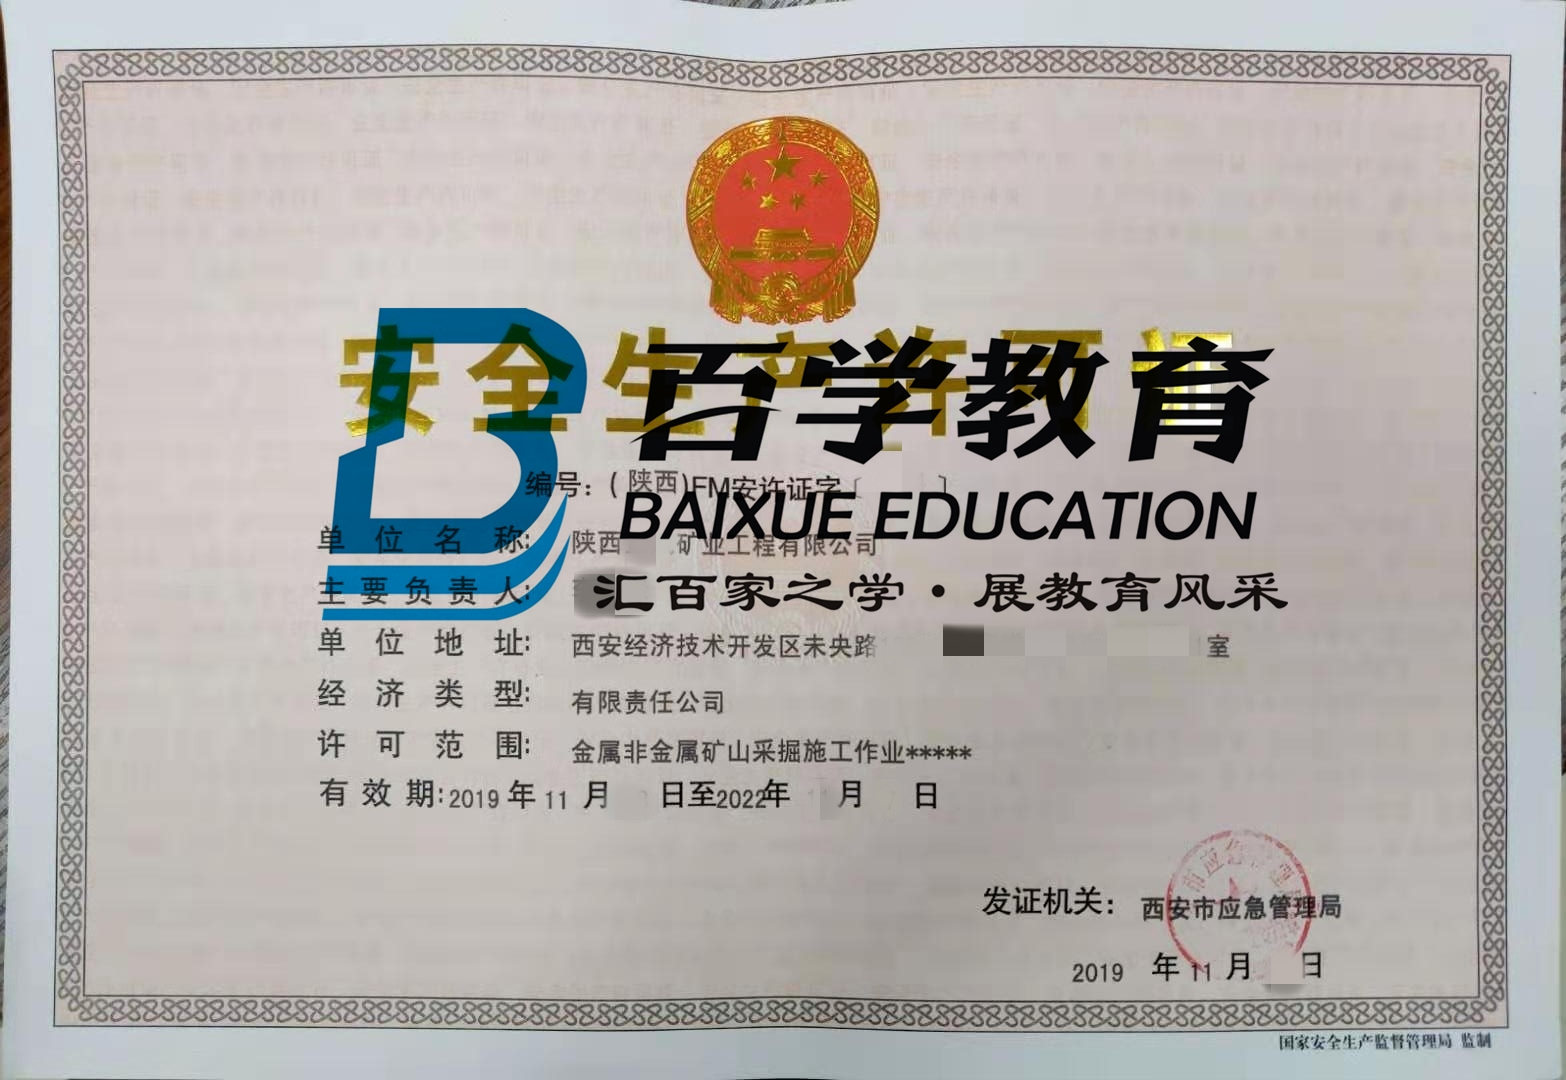 安全生产许可证
百学教育
编号：(陕西)FM安许证字〔 〕
BAIXUE EDUCATION
单位名称: 陕西 矿业工程有限公司
主要负责人:
汇百家之学·展教育风采
单位地址: 西安经济技术开发区未央路 室
经济类型: 有限责任公司
许可范围: 金属非金属矿山采掘施工作业*****
有效期: 2019年11月 日至2022年 月 日
发证机关： 西安市应急管理局
2019 年 11 月 日
国家安全生产监督管理局 监制